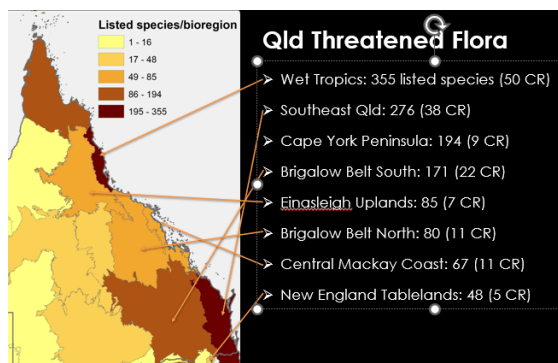 Listed species/bioregion
1 - 16
17 - 48
49 - 85
86 - 194
195 - 355
Qld Threatened Flora
Wet Tropics: 355 listed species (50 CR)
Southeast Qld: 276 (38 CR)
Cape York Peninsula: 194 (9 CR)
Brigalow Belt South: 171 (22 CR)
Einasleigh Uplands: 85 (7 CR)
Brigalow Belt North: 80 (11 CR)
Central Mackay Coast: 67 (11 CR)
New England Tablelands: 48 (5 CR)